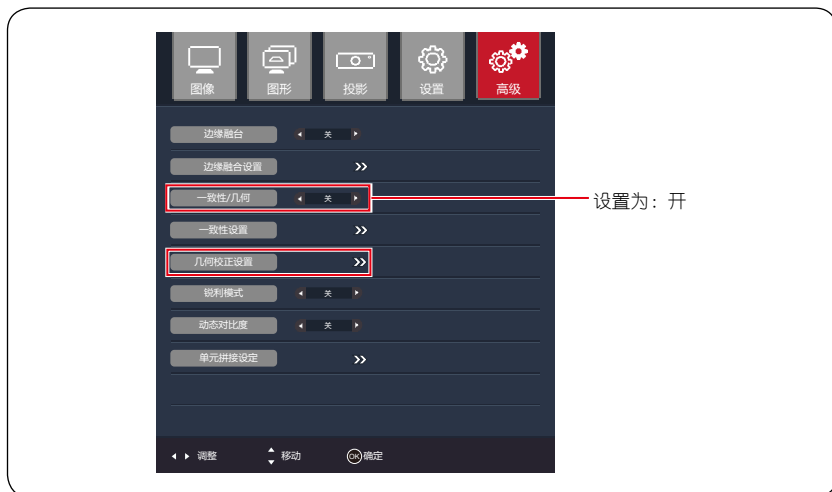 图像 图形 投影 设置 高级
边缘融台 关
边缘融合设置 >>
一致性/几何 关
设置为：开
一致性设置 >>
几何校正设置 >>
锐利模式 关
动态对比度 关
单元拼接设定 >>
调整 移动 OK 确定